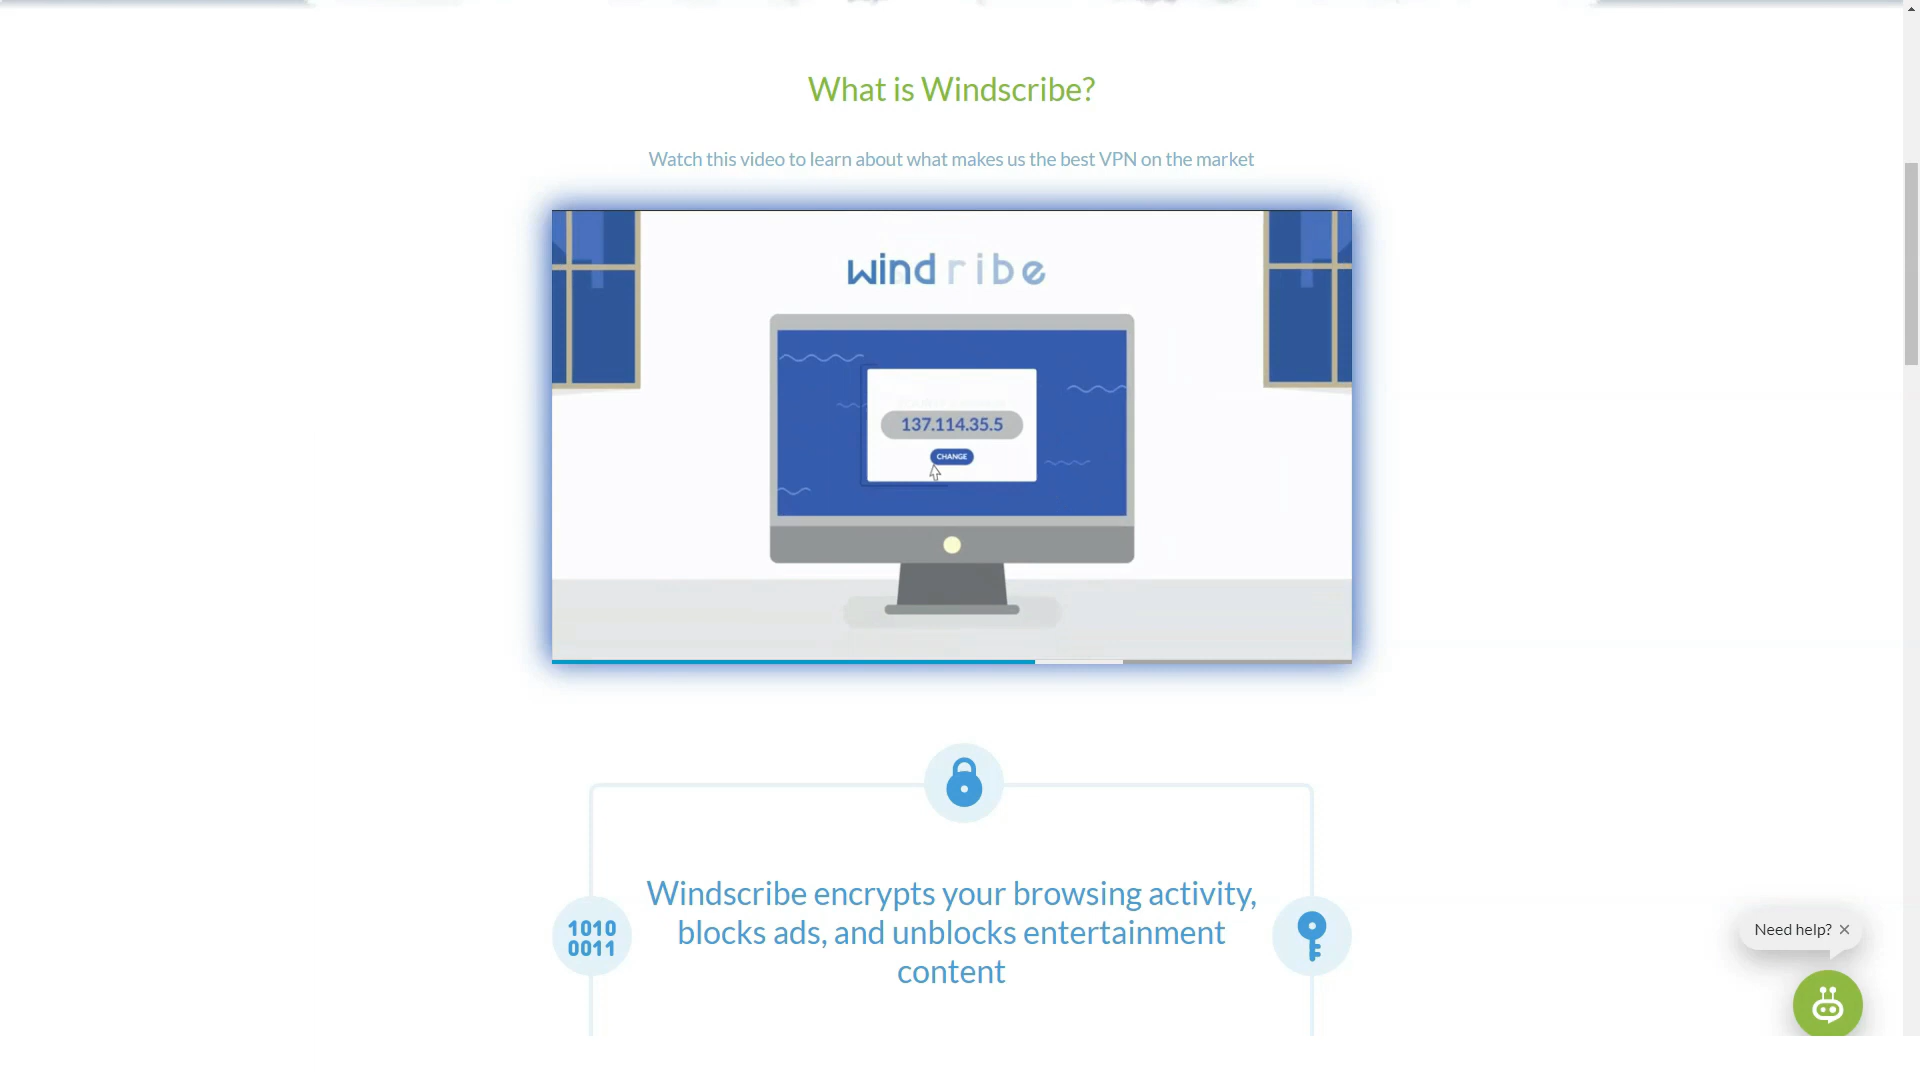 What is Windscribe?
Watch this video to learn about what makes us the best VPN on the market
windribe
137.114.35.5
CHANGE
1010
0011
Windscribe encrypts your browsing activity,
blocks ads, and unblocks entertainment
content
Need help?